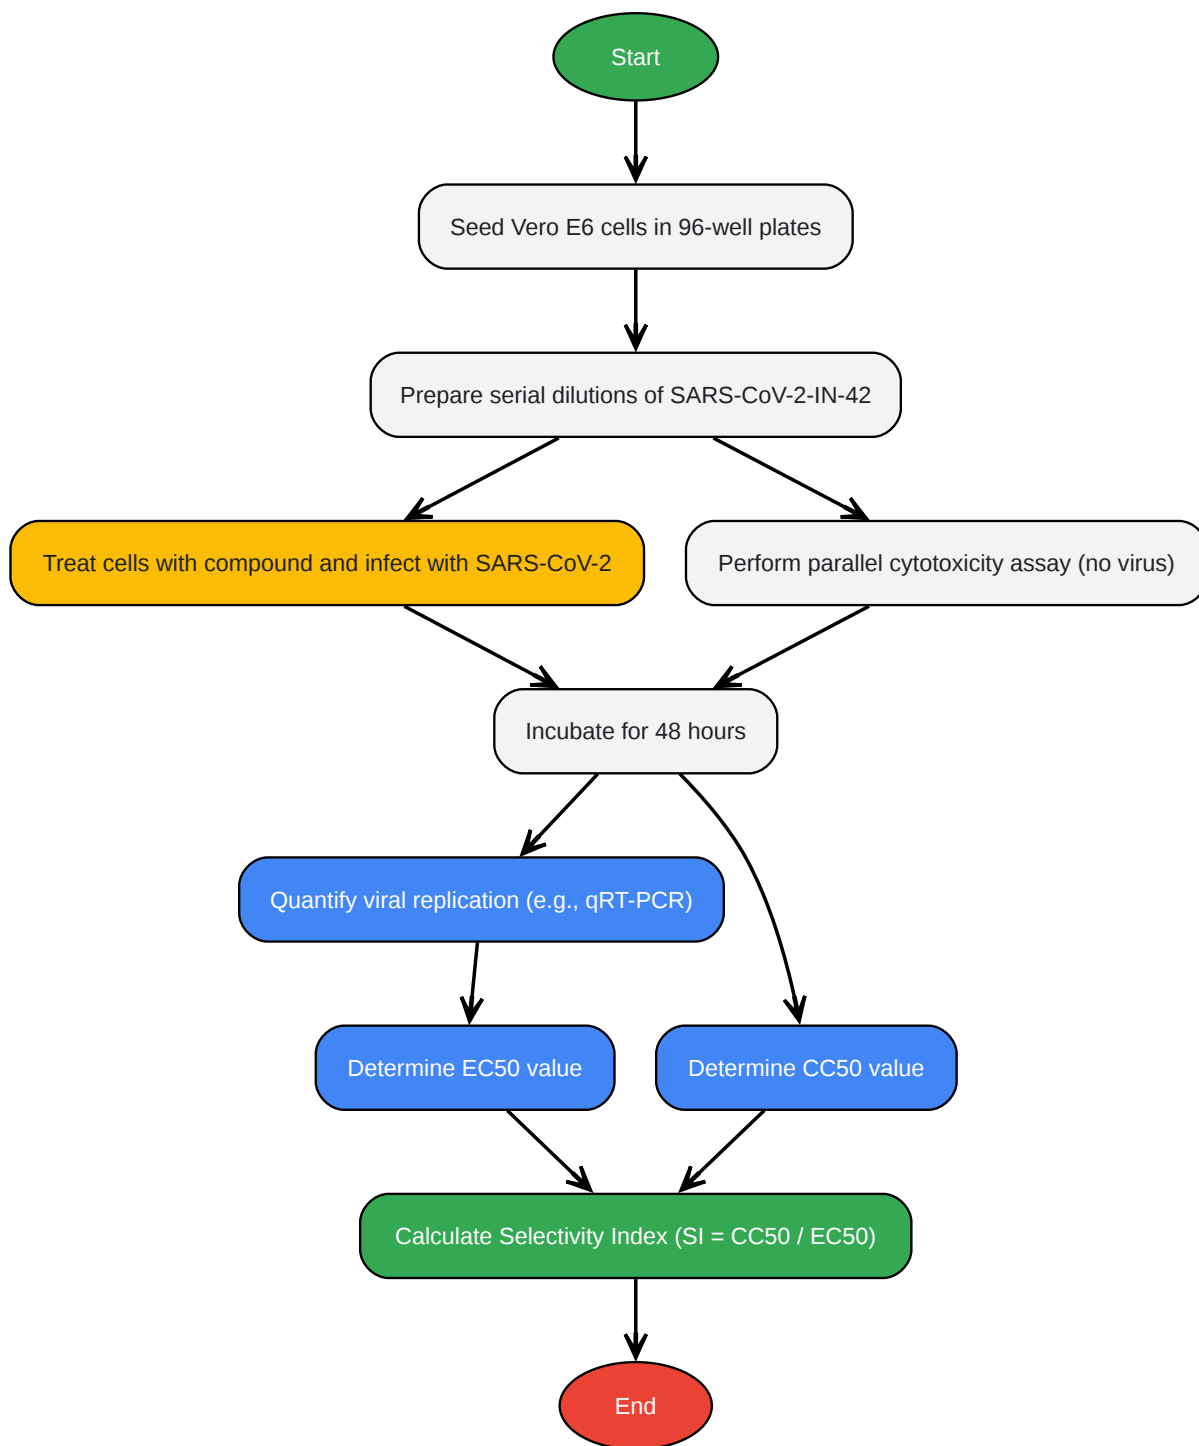 Start
Seed Vero E6 cells in 96-well plates
Prepare serial dilutions of SARS-CoV-2-IN-42
Treat cells with compound and infect with SARS-CoV-2
Perform parallel cytotoxicity assay (no virus)
Incubate for 48 hours
Quantify viral replication (e.g., qRT-PCR)
Determine EC50 value
Determine CC50 value
Calculate Selectivity Index (SI = CC50 / EC50)
End